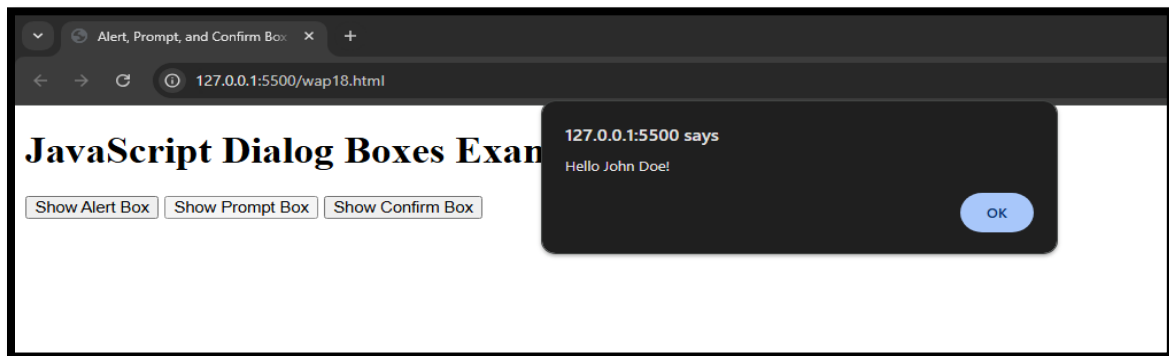 Alert, Prompt, and Confirm Box
127.0.0.1:5500/wap18.html
JavaScript Dialog Boxes Exam
127.0.0.1:5500 says
Hello John Doe!
OK
Show Alert Box Show Prompt Box Show Confirm Box